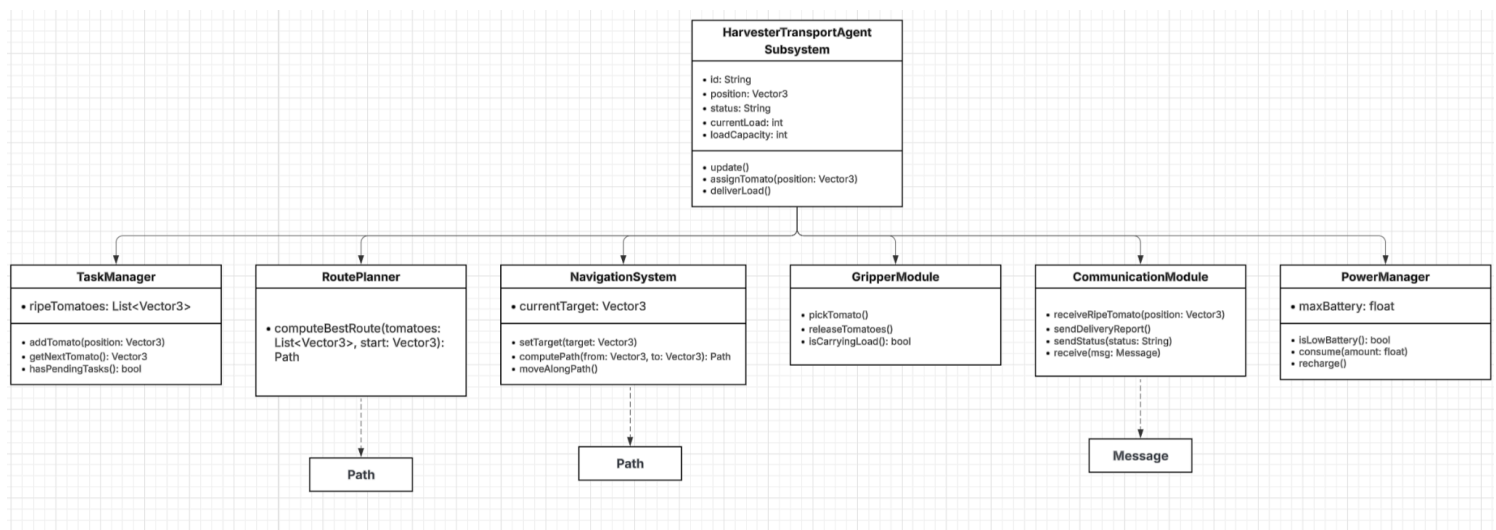 HarvesterTransportAgent
Subsystem
• id: String
• position: Vector3
• status: String
• currentLoad: int
• loadCapacity: int
• update()
• assignTomato(position: Vector3)
• deliverLoad()
TaskManager
• ripeTomatoes: List<Vector3>
• addTomato(position: Vector3)
• getNextTomato(): Vector3
• hasPendingTasks(): bool
RoutePlanner
• computeBestRoute(tomatoes:
List<Vector3>, start: Vector3):
Path
NavigationSystem
• currentTarget: Vector3
• setTarget(target: Vector3)
• computePath(from: Vector3, to: Vector3): Path
• moveAlongPath()
GripperModule
• pickTomato()
• releaseTomatoes()
• isCarryingLoad(): bool
CommunicationModule
• receiveRipeTomato(position: Vector3)
• sendDeliveryReport()
• sendStatus(status: String)
• receive(msg: Message)
PowerManager
• maxBattery: float
• isLowBattery(): bool
• consume(amount: float)
• recharge()
Path
Path
Message